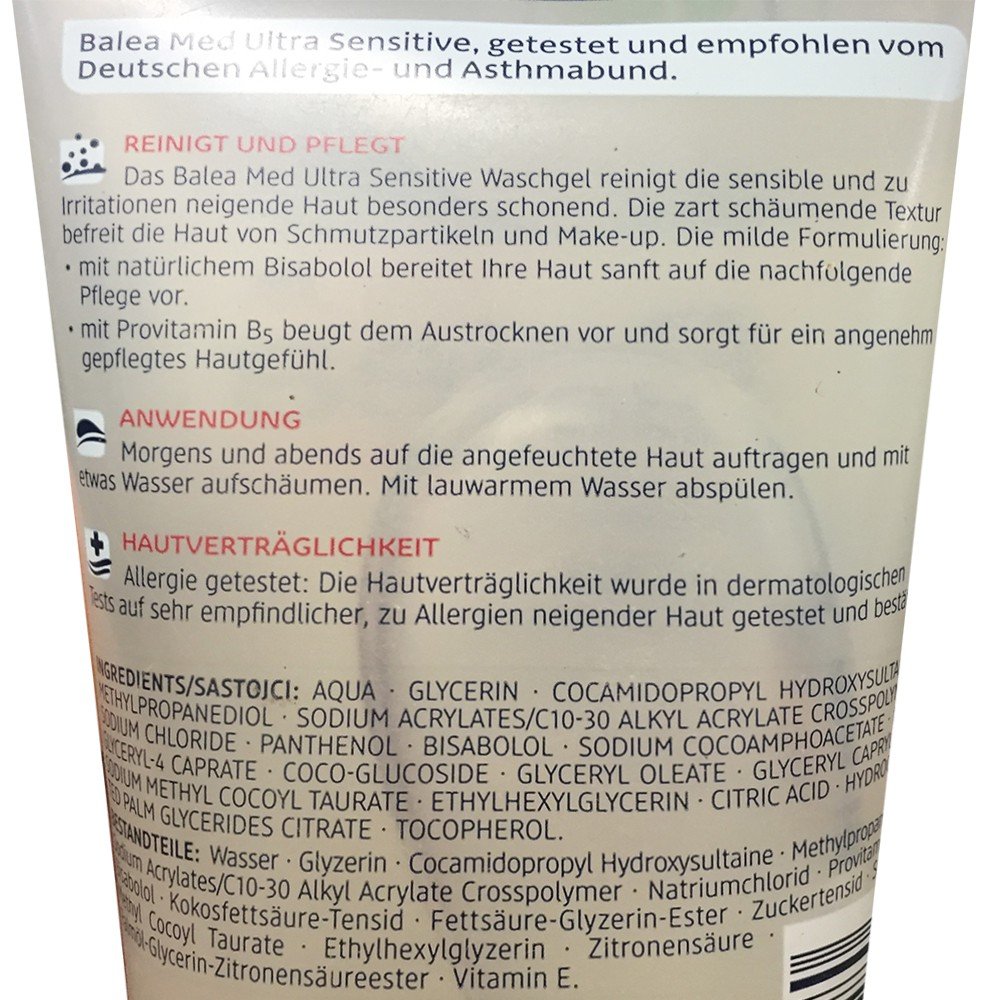 Balea Med Ultra Sensitive, getestet und empfohlen vom
Deutschen Allergie- und Asthmabund.
REINIGT UND PFLEGT
Das Balea Med Ultra Sensitive Waschgel reinigt die sensible und zu
Irritationen neigende Haut besonders schonend. Die zart schäumende Textur
befreit die Haut von Schmutzpartikeln und Make-up. Die milde Formulierung:
• mit natürlichem Bisabolol bereitet Ihre Haut sanft auf die nachfolgende
Pflege vor.
• mit Provitamin B5 beugt dem Austrocknen vor und sorgt für ein angenehm
gepflegtes Hautgefühl.
ANWENDUNG
Morgens und abends auf die angefeuchtete Haut auftragen und mit
etwas Wasser aufschäumen. Mit lauwarmem Wasser abspülen.
HAUTVERTRÄGLICHKEIT
Allergie getestet: Die Hautverträglichkeit wurde in dermatologischen
Tests auf sehr empfindlicher, zu Allergien neigender Haut getestet und
INGREDIENTS/SASTOJCI: AQUA · GLYCERIN · COCAMIDOPROPYL
METHYLPROPANEDIOL · SODIUM ACRYLATES/C10-30 ALKYL ACRYLATE
SODIUM CHLORIDE · PANTHENOL · BISABOLOL · SODIUM COCOAMPHOACETATE ·
GLYCERYL-4 CAPRATE · COCO-GLUCOSIDE · GLYCERYL OLEATE · GLYCERYL
SODIUM METHYL COCOYL TAURATE · ETHYLHEXYLGLYCERIN · CITRIC ACID ·
PALM GLYCERIDES CITRATE · TOCOPHEROL.
BESTANDTEILE: Wasser · Glyzerin · Cocamidopropyl Hydroxysultaine ·
Sodium Acrylates/C10-30 Alkyl Acrylate Crosspolymer · Natriumchlorid ·
Bisabolol · Kokosfettsäure-Tensid · Fettsäure-Glyzerin-Ester · Zuckertensid ·
Methyl Cocoyl Taurate · Ethylhexylglyzerin · Zitronensäure ·
Palmöl-Glycerin-Zitronensäureester · Vitamin E.